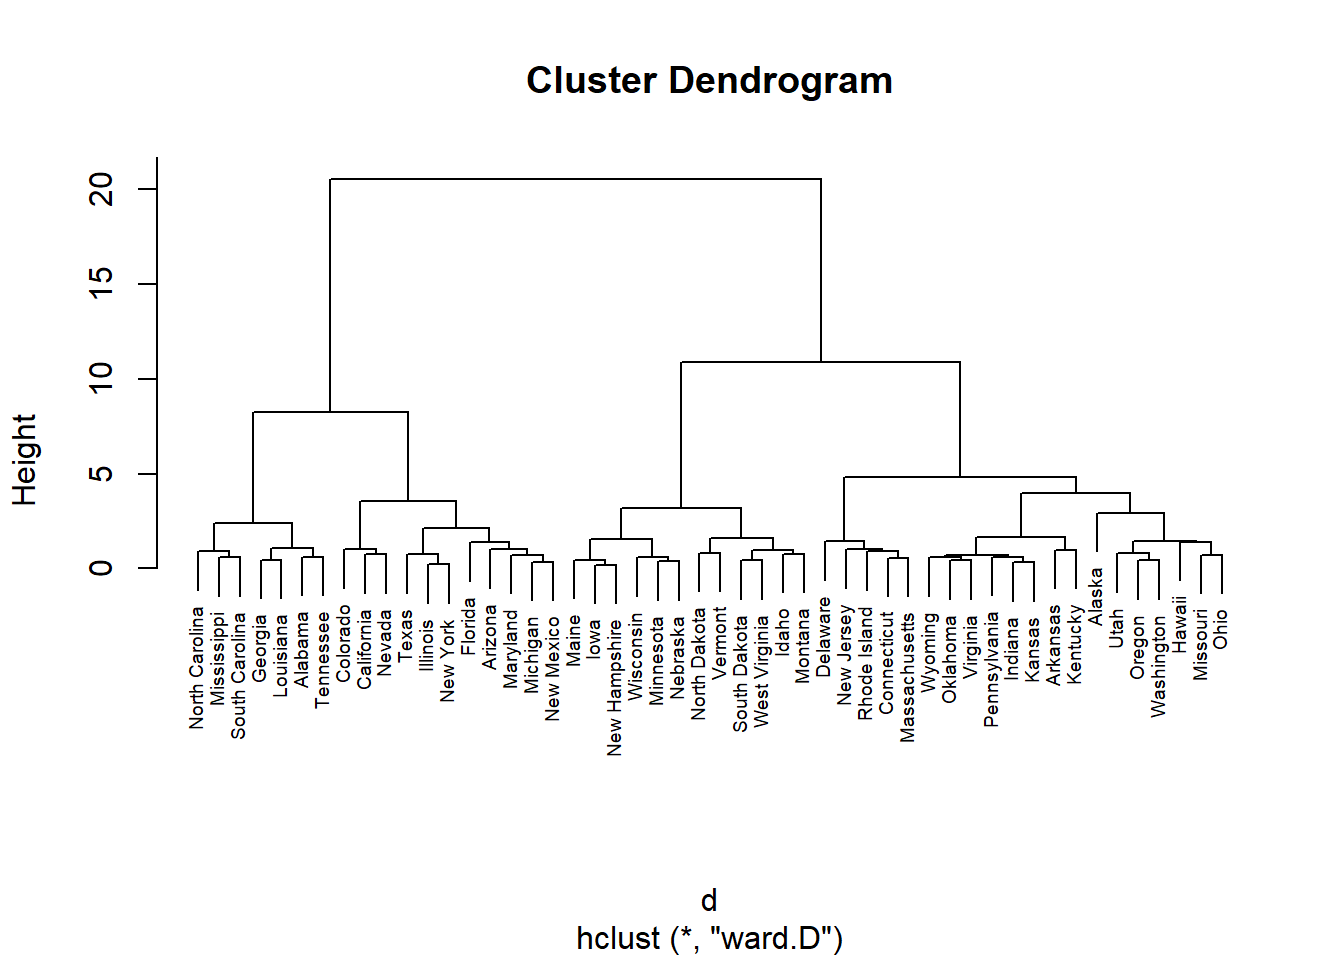 Cluster Dendrogram
Height
20
15
10
5
0
North Carolina
Mississippi
South Carolina
Georgia
Louisiana
Alabama
Tennessee
Colorado
California
Nevada
Texas
Illinois
New York
Florida
Arizona
Maryland
Michigan
New Mexico
Maine
Iowa
New Hampshire
Wisconsin
Minnesota
Nebraska
North Dakota
Vermont
South Dakota
West Virginia
Idaho
Montana
Delaware
New Jersey
Rhode Island
Connecticut
Massachusetts
Wyoming
Oklahoma
Virginia
Pennsylvania
Indiana
Kansas
Arkansas
Kentucky
Alaska
Utah
Oregon
Washington
Hawaii
Missouri
Ohio
d
hclust (*, "ward.D")